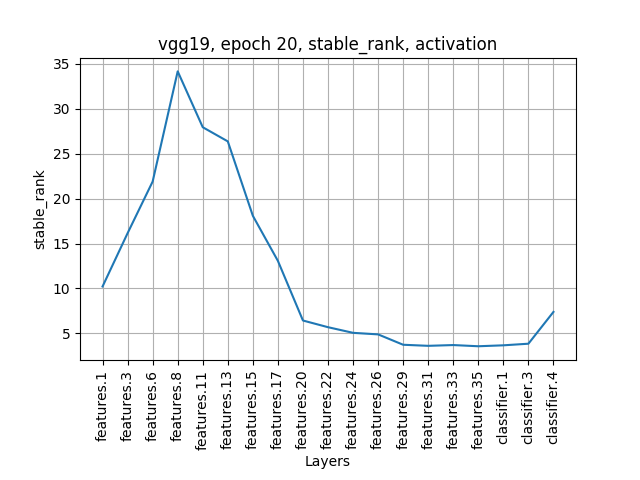 vgg19, epoch 20, stable_rank, activation
35
30
25
20
15
10
5
stable_rank
features.1
features.3
features.6
features.8
features.11
features.13
features.15
features.17
features.20
features.22
features.24
features.26
features.29
features.31
features.33
features.35
classifier.1
classifier.3
classifier.4
Layers